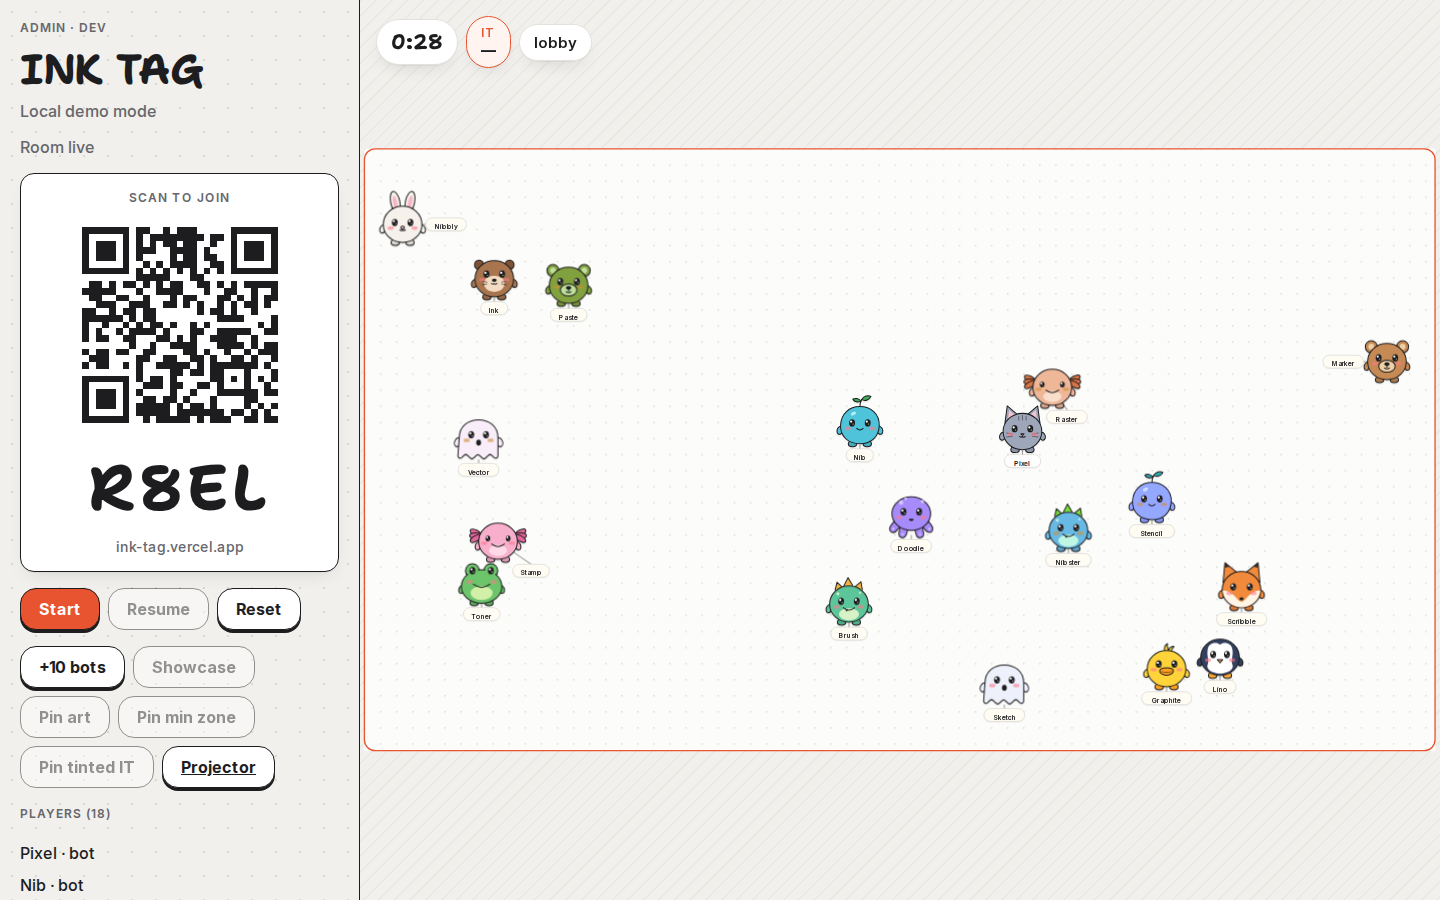 ADMIN · DEV
INK TAG
Local demo mode
Room live
SCAN TO JOIN
R8EL
ink-tag.vercel.app
Start
Resume
Reset
+10 bots
Showcase
Pin art
Pin min zone
Pin tinted IT
Projector
PLAYERS (18)
Pixel · bot
Nib · bot
0:28
IT
—
lobby
Nibbly
Ink
Paste
Marker
Raster
Nib
Pixel
Vector
Stencil
Doodle
Nibster
Stamp
Toner
Scribble
Brush
Lino
Graphite
Sketch